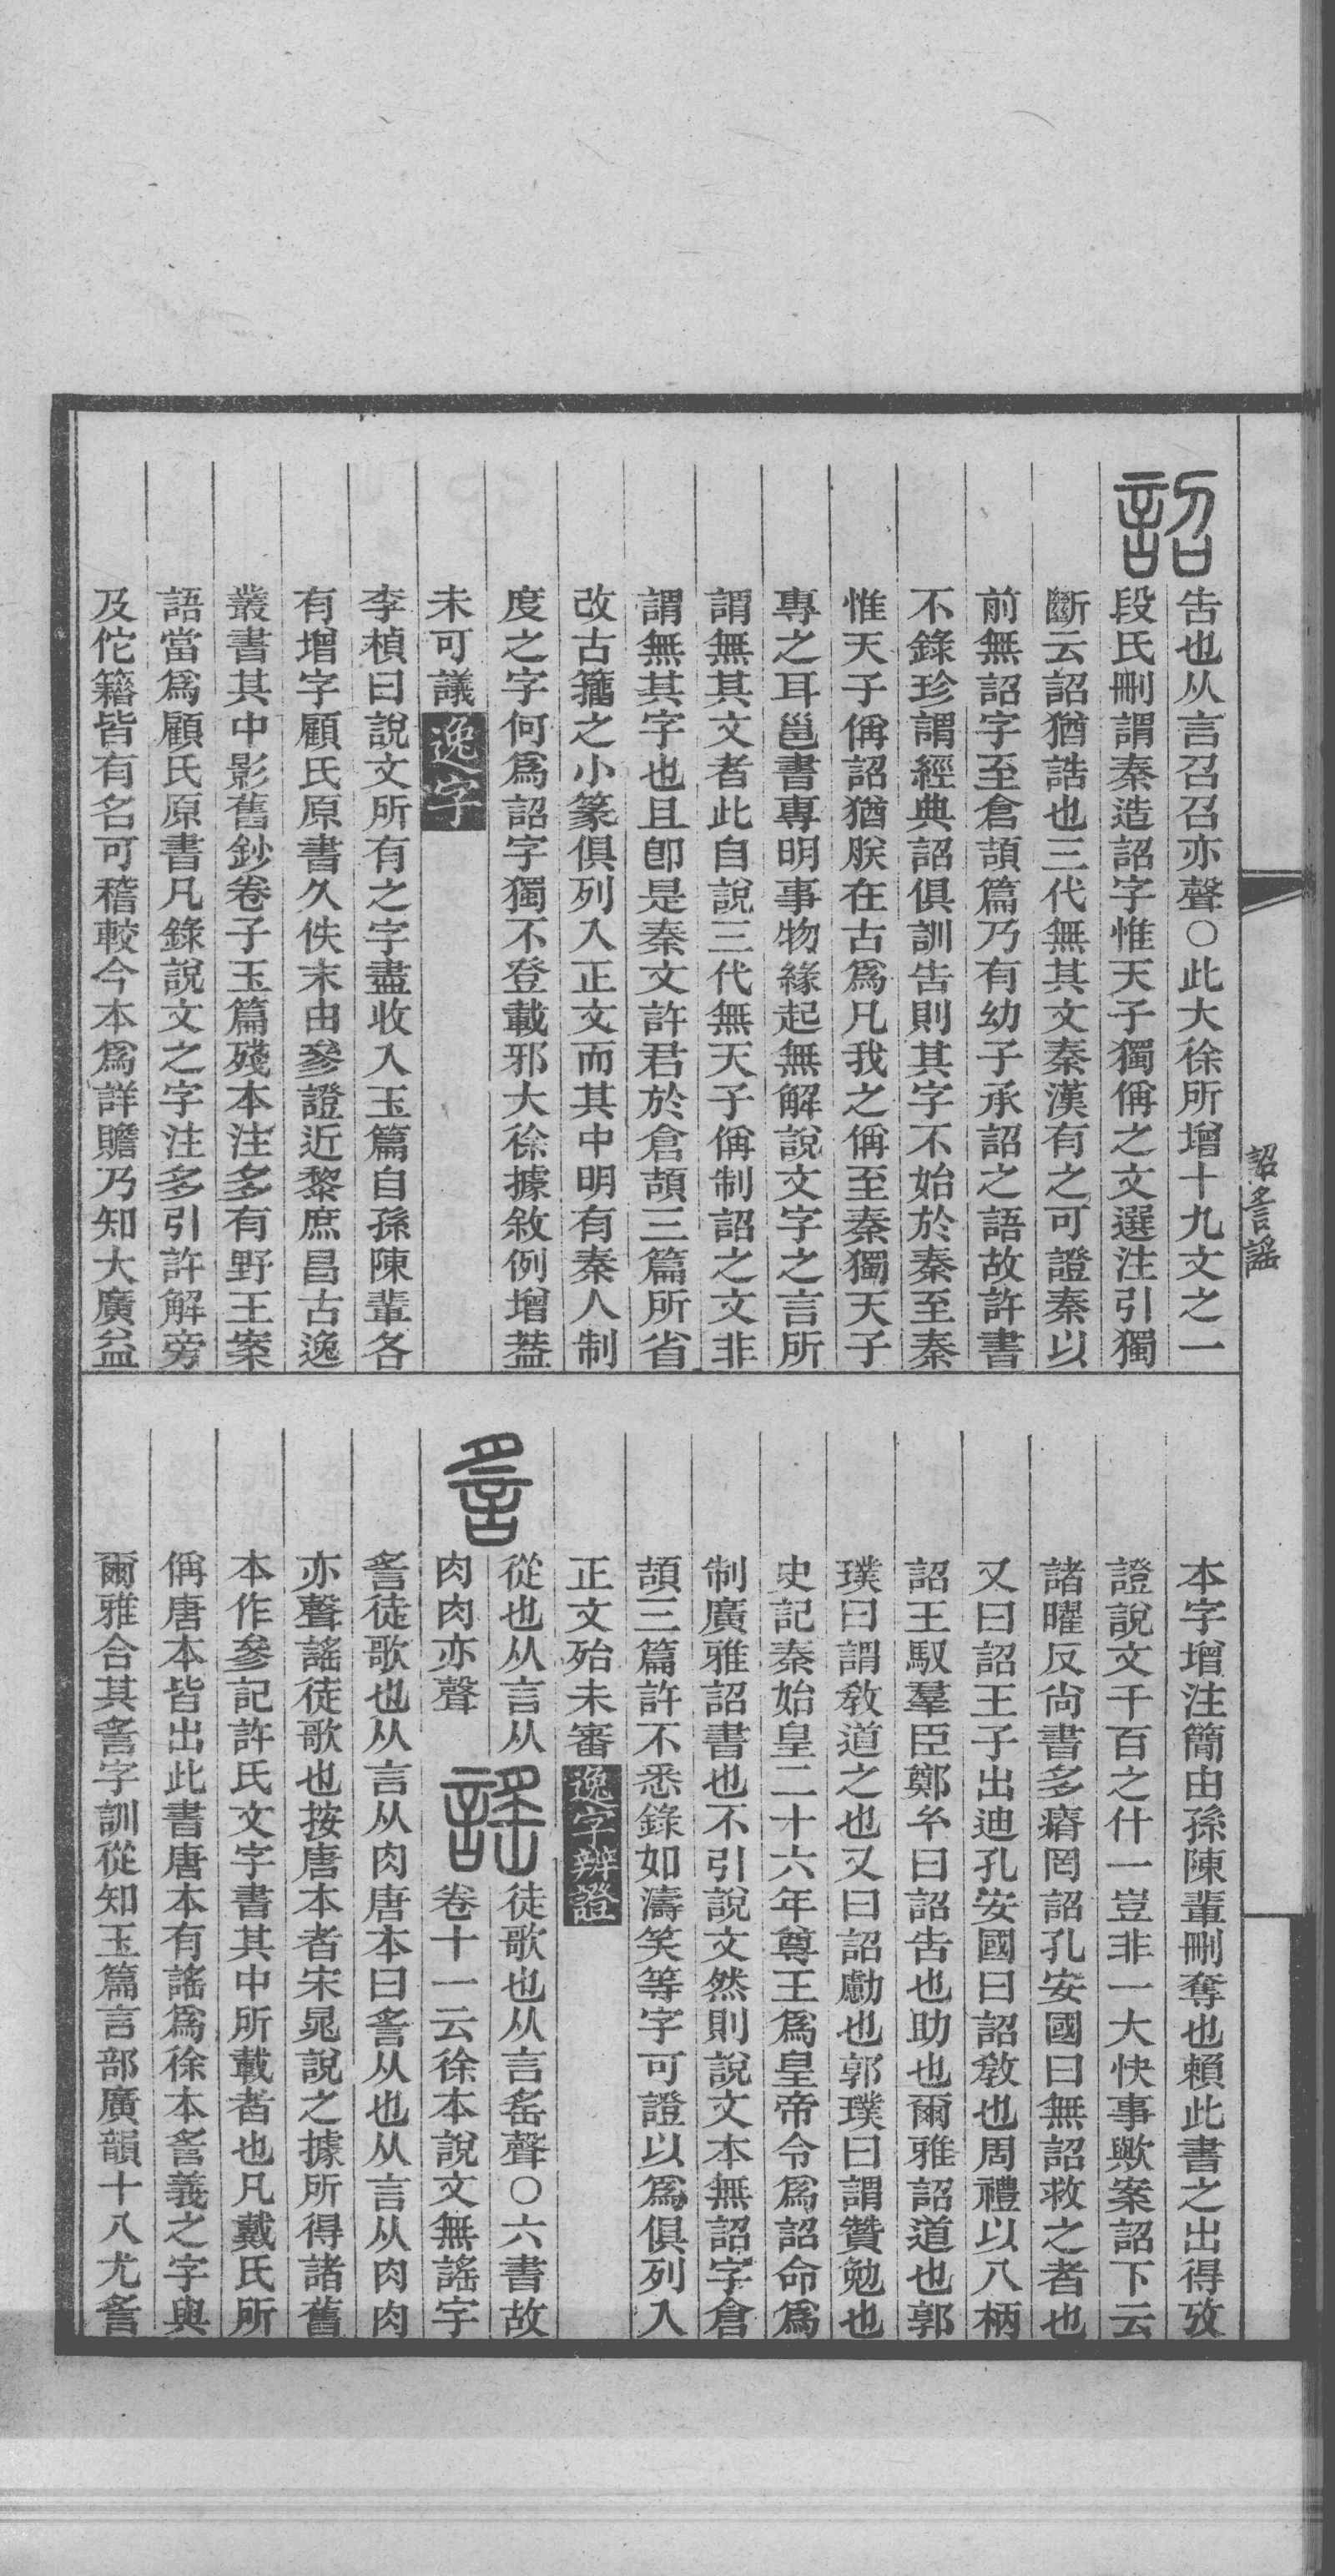 詔
告也从言召召亦聲○此大徐所增十九文之一
段氏刪謂秦造詔字惟天子獨偁之文選注引獨
斷云詔猶誥也三代無其文秦漢有之可證秦以
前無詔字至倉頡篇乃有幼子承詔之語故許書
不錄珍謂經典詔俱訓告則其字不始於秦至秦
惟天子偁詔猶朕在古爲凡我之偁至秦獨天子
專之耳邕書專明事物緣起無解說文字之言所
謂無其文者此自說三代無天子偁制詔之文非
謂無其字也且卽是秦文許君於倉頡三篇所省
改古籒之小篆俱列入正文而其中明有秦人制
度之字何爲詔字獨不登載邪大徐據敘例增葢
未可議逸字
李楨曰說文所有之字盡收入玉篇自孫陳輩各
有增字顧氏原書久佚末由參證近黎庶昌古逸
叢書其中影舊鈔卷子玉篇殘本注多有野王案
語當爲顧氏原書凡錄說文之字注多引許解旁
及佗籍皆有名可稽較今本爲詳贍乃知大廣益
本字增注簡由孫陳輩刪奪也賴此書之出得攷
證說文千百之什一豈非一大快事歟案詔下云
諸曜反尙書多瘠罔詔孔安國曰無詔救之者也
又曰詔王子出迪孔安國曰詔敎也周禮以八柄
詔王馭羣臣鄭𠫵曰詔告也助也爾雅詔道也郭
璞曰謂敎道之也又曰詔勴也郭璞曰謂贊勉也
史記秦始皇二十六年尊王爲皇帝令爲詔命爲
制廣雅詔書也不引說文然則說文本無詔字倉
頡三篇許不悉錄如濤笑等字可證以爲俱列入
正文殆未審逸字辨證
䚻
從也从言从
肉肉亦聲
謠
徒歌也从言䍃聲○六書故
卷十一云徐本說文無謠字
䚻徒歌也从言从肉唐本曰䚻从也从言从肉肉
亦聲謠徒歌也按唐本者宋晁說之據所得諸舊
本作參記許氏文字書其中所載者也凡戴氏所
偁唐本皆出此書唐本有謠爲徐本䚻義之字與
爾雅合其䚻字訓從知玉篇言部廣韻十八尤䚻
詔䚻謠